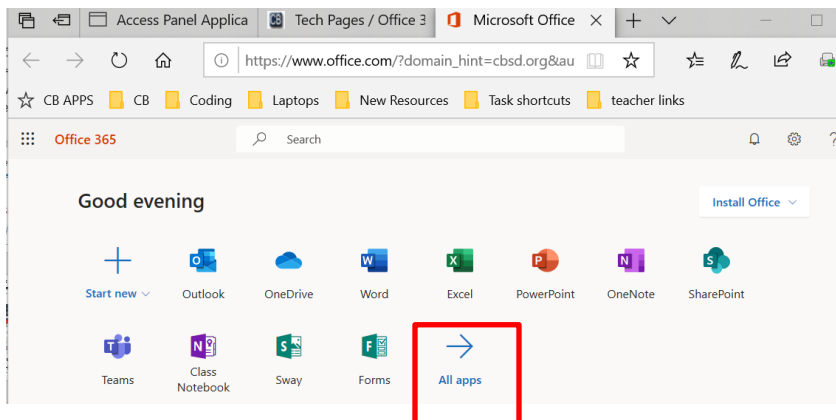 Access Panel Applica
Tech Pages / Office 3
Microsoft Office
https://www.office.com/?domain_hint=cbsd.org&au
CB APPS
CB
Coding
Laptops
New Resources
Task shortcuts
teacher links
Office 365
Search
Good evening
Install Office
Start new
Outlook
OneDrive
Word
Excel
PowerPoint
OneNote
SharePoint
Teams
Class
Notebook
Sway
Forms
All apps